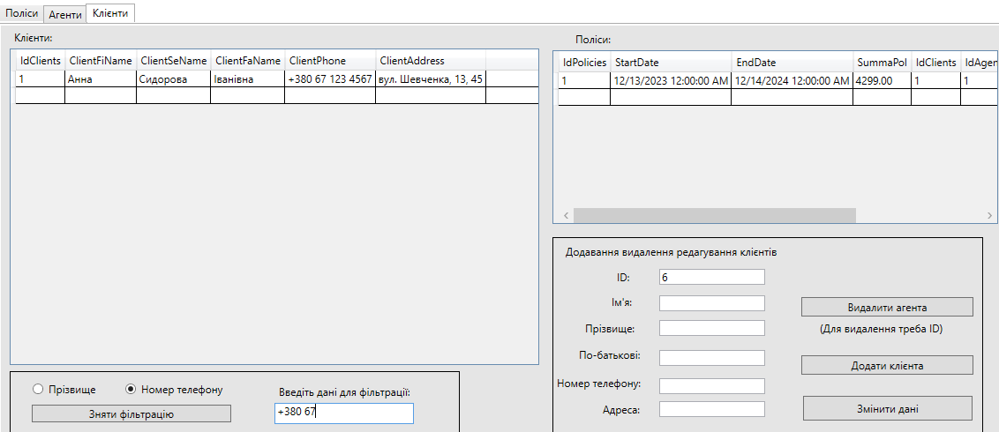 Поліси Агенти Клієнти
Клієнти:
IdClients ClientFiName ClientSeName ClientFaName ClientPhone ClientAddress
1 Анна Сидорова Іванівна +380 67 123 4567 вул. Шевченка, 13, 45
Поліси:
IdPolicies StartDate EndDate SummaPol IdClients IdAgen
1 12/13/2023 12:00:00 AM 12/14/2024 12:00:00 AM 4299.00 1 1
Прізвище Номер телефону
Зняти фільтрацію
Введіть дані для фільтрації:
+380 67
Додавання видалення редагування клієнтів
ID: 6
Ім'я:
Прізвище:
По-батькові:
Номер телефону:
Адреса:
Видалити агента
(Для видалення треба ID)
Додати клієнта
Змінити дані